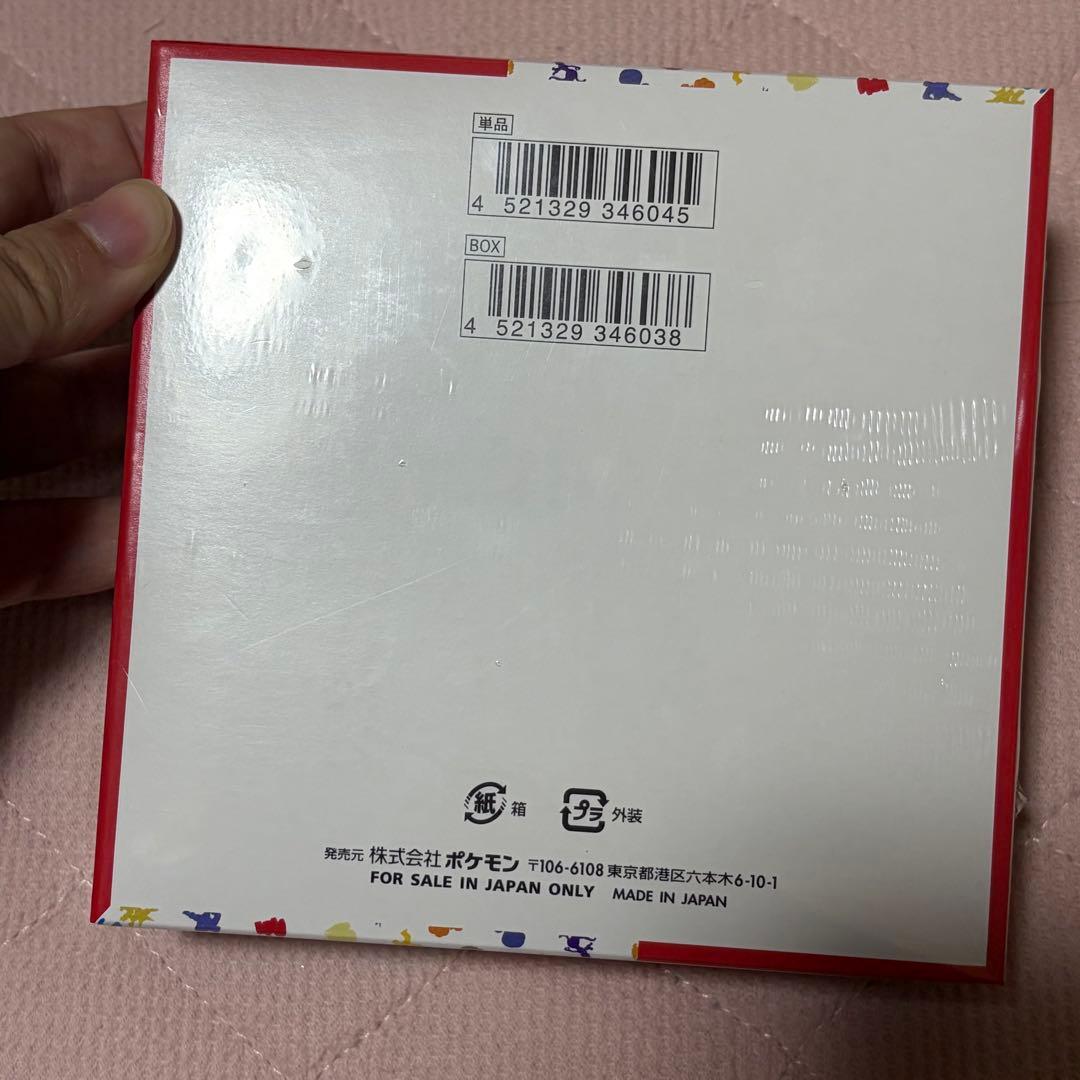 単品
4 521329 346045
BOX
4 521329 346038
紙 箱 プラ 外装
発売元 株式会社 ポケモン 〒106-6108 東京都港区六本木6-10-1
FOR SALE IN JAPAN ONLY MADE IN JAPAN